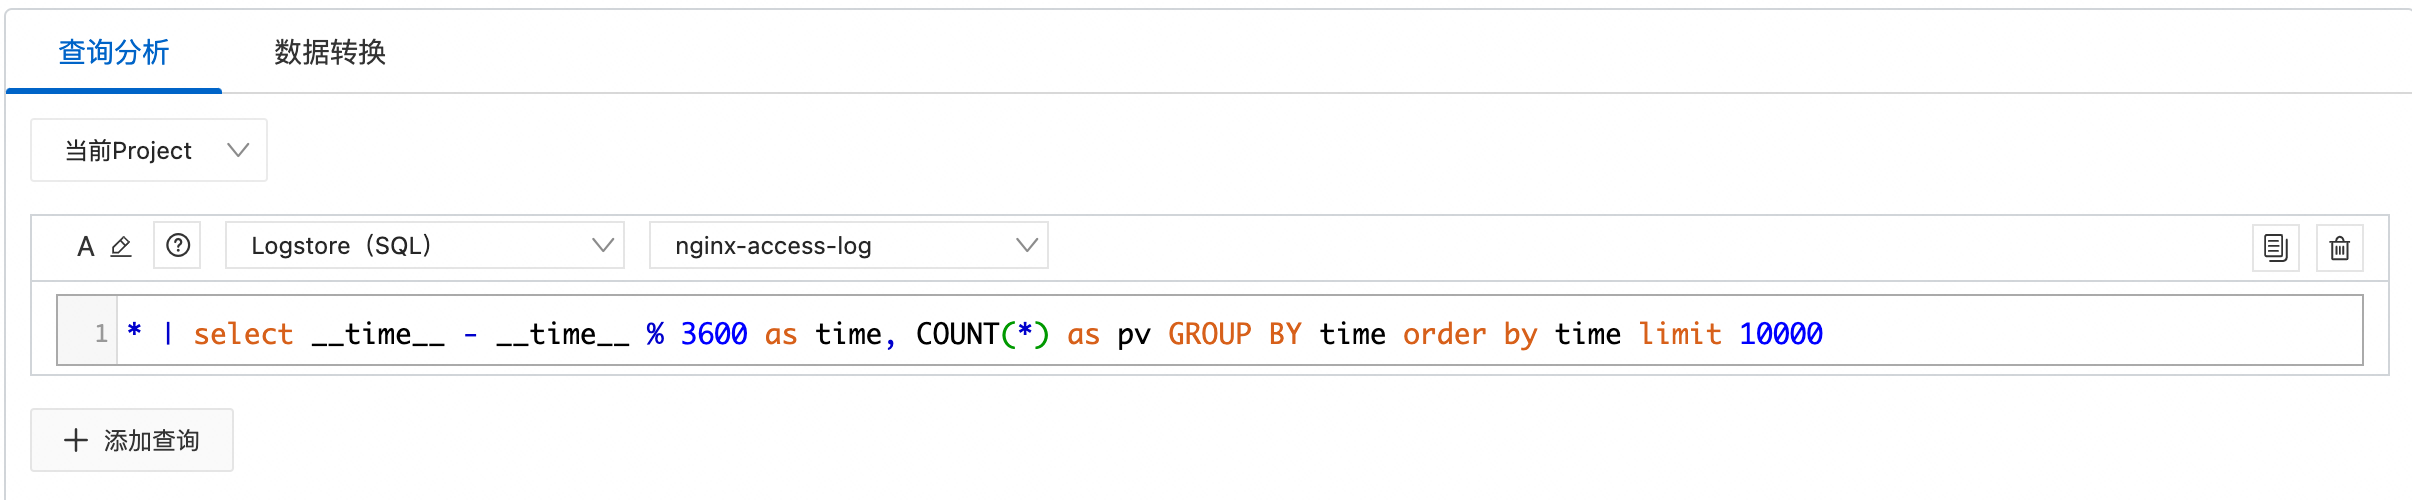 查询分析 数据转换
当前Project
A Logstore（SQL） nginx-access-log
1 * | select __time__ - __time__ % 3600 as time, COUNT(*) as pv GROUP BY time order by time limit 10000
添加查询